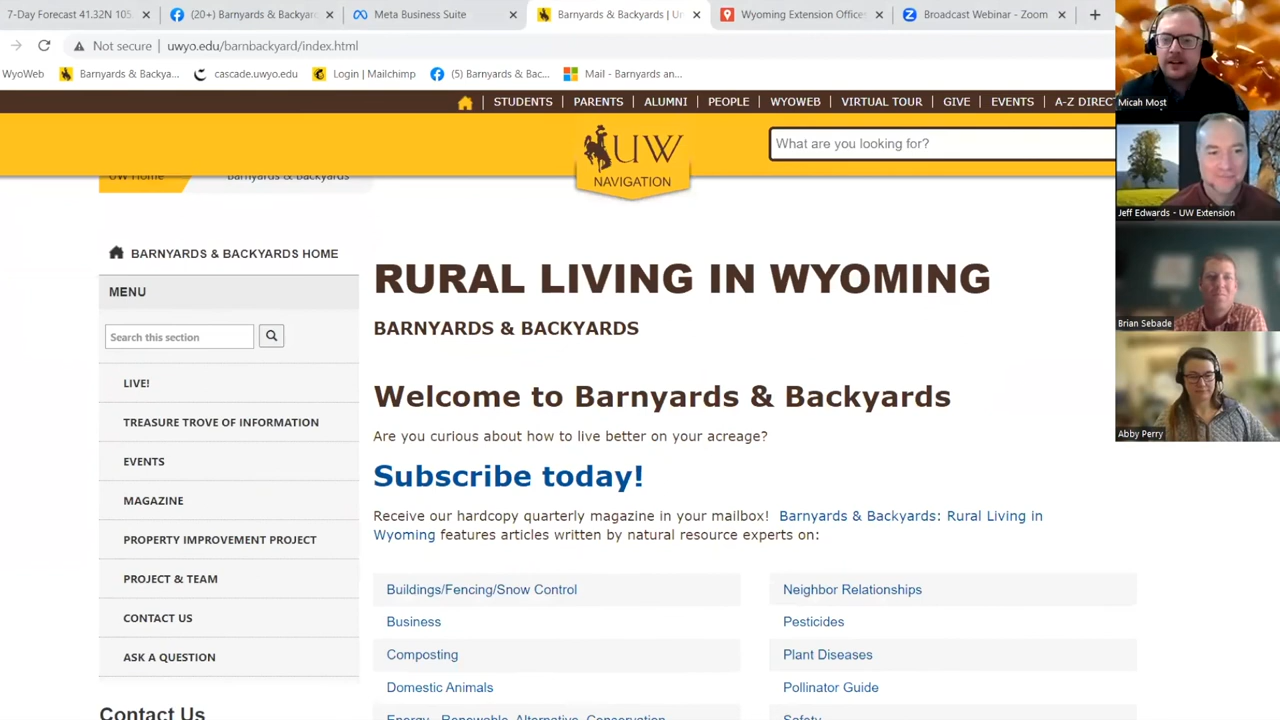 7-Day Forecast 41.32N 105.
(20+) Barnyards & Backyar
Meta Business Suite
Barnyards & Backyards | Ur
Wyoming Extension Offices
Broadcast Webinar - Zoom
Not secure | uwyo.edu/barnbackyard/index.html
WyoWeb
Barnyards & Backya...
cascade.uwyo.edu
Login | Mailchimp
(5) Barnyards & Bac...
Mail - Barnyards an...
STUDENTS | PARENTS | ALUMNI | PEOPLE | WYOWEB | VIRTUAL TOUR | GIVE | EVENTS | A-Z DIREC
UW
NAVIGATION
What are you looking for?
UW Home
Barnyards & Backyards
BARNYARDS & BACKYARDS HOME
MENU
Search this section
LIVE!
TREASURE TROVE OF INFORMATION
EVENTS
MAGAZINE
PROPERTY IMPROVEMENT PROJECT
PROJECT & TEAM
CONTACT US
ASK A QUESTION
Contact Us
RURAL LIVING IN WYOMING
BARNYARDS & BACKYARDS
Welcome to Barnyards & Backyards
Are you curious about how to live better on your acreage?
Subscribe today!
Receive our hardcopy quarterly magazine in your mailbox! Barnyards & Backyards: Rural Living in
Wyoming features articles written by natural resource experts on:
Buildings/Fencing/Snow Control
Business
Composting
Domestic Animals
Energy - Renewable, Alternative, Conservation
Neighbor Relationships
Pesticides
Plant Diseases
Pollinator Guide
Safety
Micah Most
Jeff Edwards - UW Extension
Brian Sebade
Abby Perry